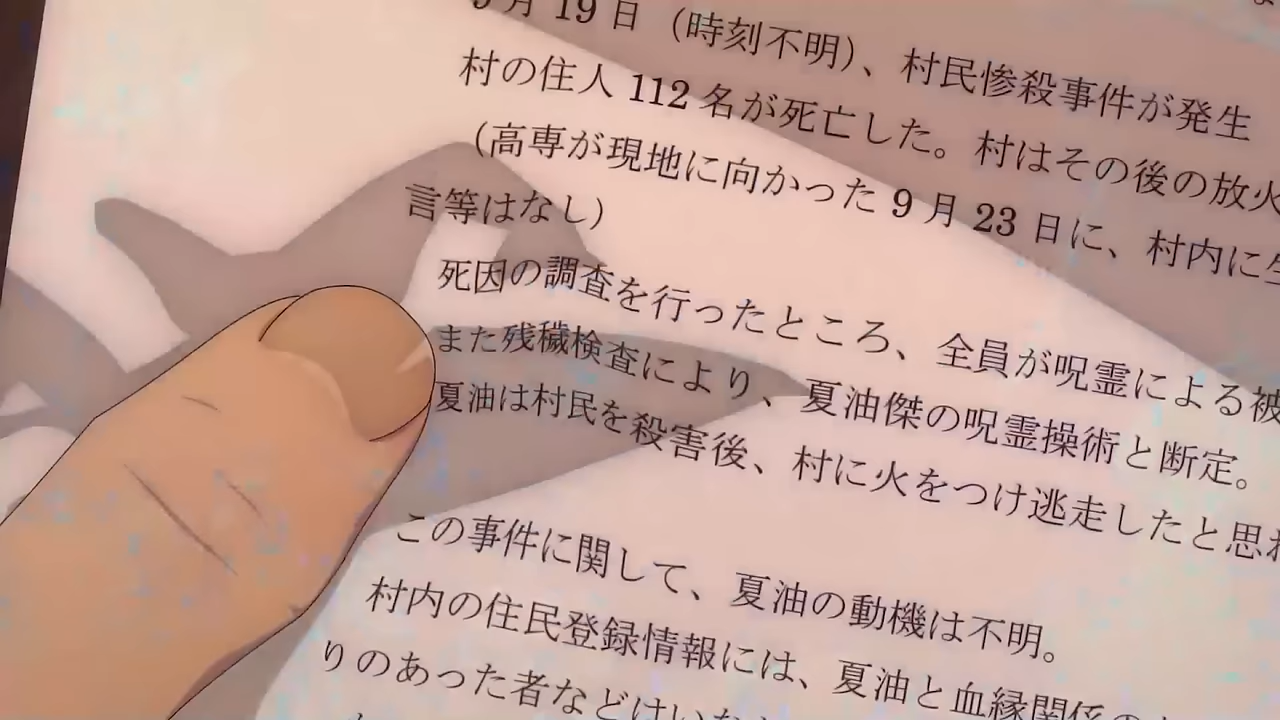 月19日（時刻不明）、村民惨殺事件が発生
村の住人112名が死亡した。村はその後の放火
（高専が現地に向かった9月23日に、村内に生
言等はなし）
死因の調査を行ったところ、全員が呪霊による被
また残穢検査により、夏油傑の呪霊操術と断定。
夏油は村民を殺害後、村に火をつけ逃走したと思わ
この事件に関して、夏油の動機は不明。
村内の住民登録情報には、夏油と血縁関係の
りのあった者などはいな